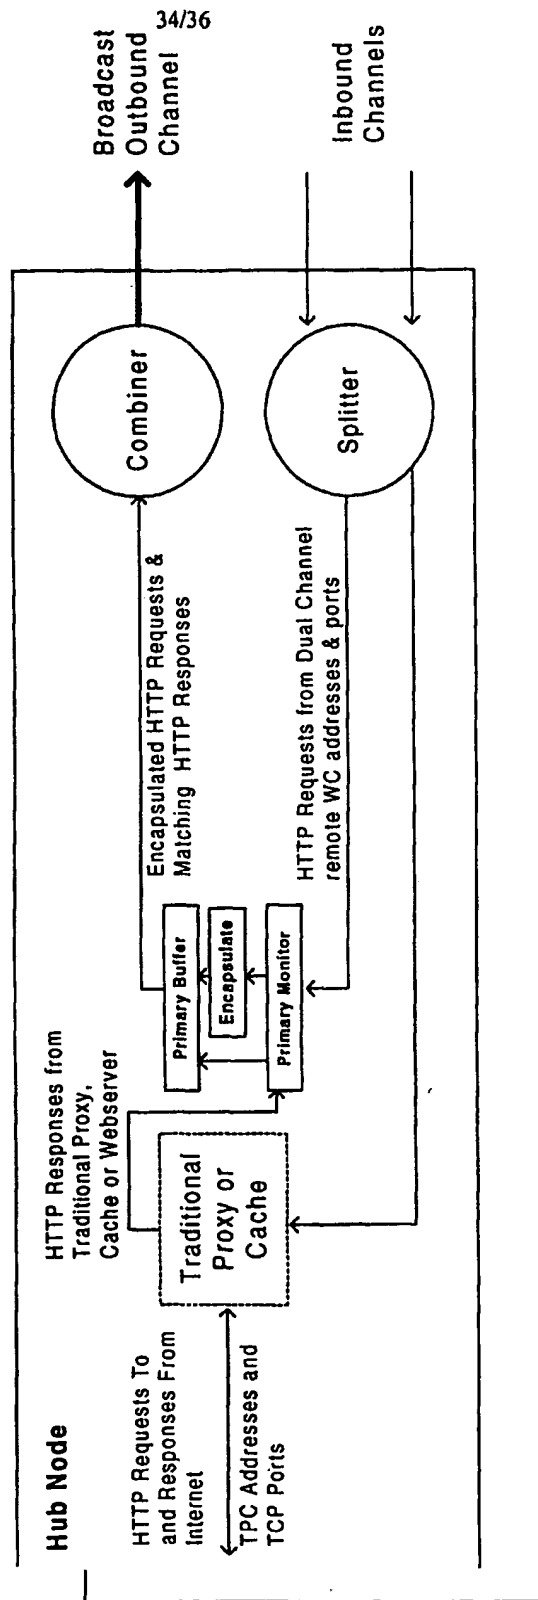 34/36
Hub Node
HTTP Requests To
and Responses From
Internet
TPC Addresses and
TCP Ports
HTTP Responses from
Traditional Proxy,
Cache or Webserver
Traditional
Proxy or
Cache
Primary Buffer
Encapsulate
Primary Monitor
Encapsulated HTTP Requests &
Matching HTTP Responses
HTTP Requests from Dual Channel
remote WC addresses & ports
Combiner
Splitter
Broadcast
Outbound
Channel
Inbound
Channels